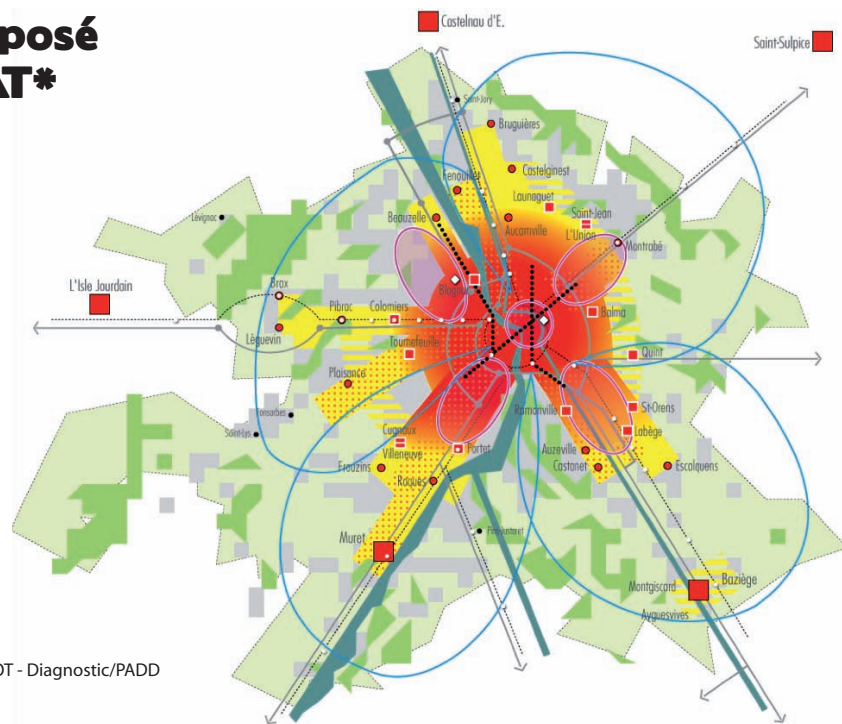 posé
AT*
Castelnau d'E.
Saint-Sulpice
Saint-Jory
Bruguières
Castelginest
Fenouillet
Launaguet
Saint-Jean
Beauzelle
L'Union
Lévignac
Aucamville
Montrabé
L'Isle Jourdain
Brax
Blagnac
Pibrac
Colomiers
Balma
Léguevin
Tournefeuille
Quint
Plaisance
Fonsorbes
Ramonville
St-Orens
Saint-Lys
Cugnaux
Labège
Villeneuve
Portet
Auzeville
Frouzins
Castanet
Escalquens
Roques
Pins-Justaret
Muret
Montgiscard
Baziège
Ayguesvives
OT - Diagnostic/PADD